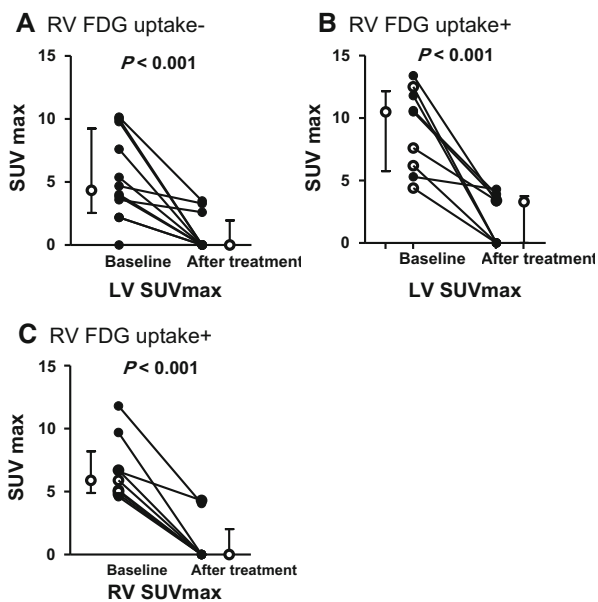 A RV FDG uptake-
P < 0.001
15
10
5
0
SUV max
Baseline After treatment
LV SUVmax
B RV FDG uptake+
P < 0.001
15
10
5
0
SUV max
Baseline After treatment
LV SUVmax
C RV FDG uptake+
P < 0.001
15
10
5
0
SUV max
Baseline After treatment
RV SUVmax